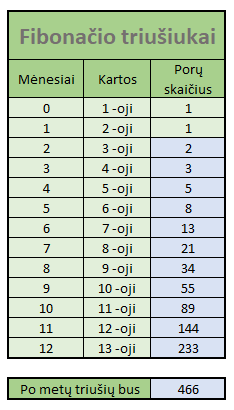 Fibonačio triušiukai
Mėnesiai Kartos Porų skaičius
0 1 -oji 1
1 2 -oji 1
2 3 -oji 2
3 4 -oji 3
4 5 -oji 5
5 6 -oji 8
6 7 -oji 13
7 8 -oji 21
8 9 -oji 34
9 10 -oji 55
10 11 -oji 89
11 12 -oji 144
12 13 -oji 233
Po metų triušių bus 466